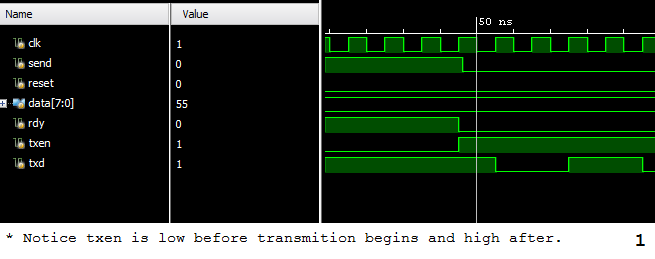 Name Value
50 ns
clk 1
send 0
reset 0
data[7:0] 55
rdy 0
txen 1
txd 1
* Notice txen is low before transmition begins and high after. 1